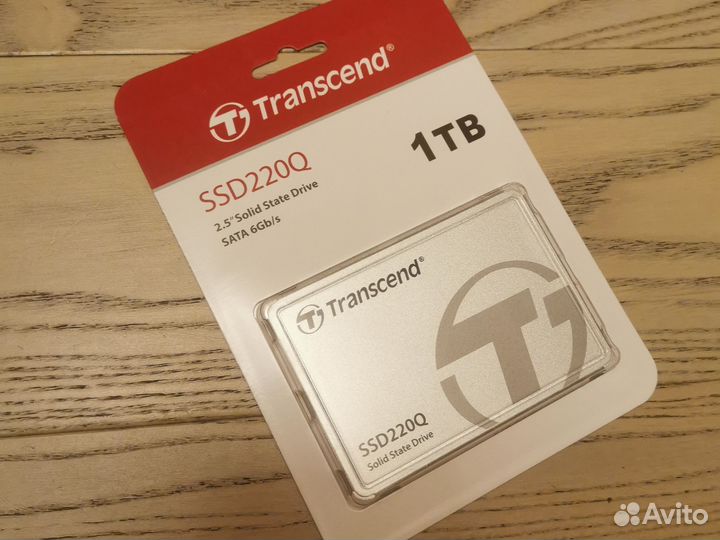 Transcend®
1TB
SSD220Q
2.5" Solid State Drive
SATA 6Gb/s
Transcend®
SSD220Q
Solid State Drive
Avito